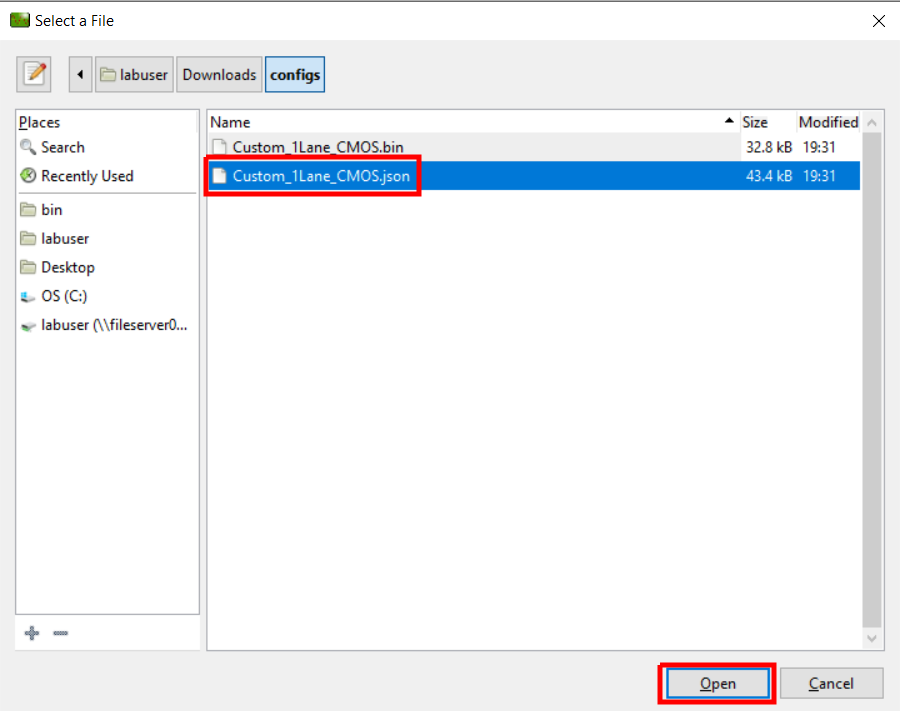 Select a File
labuser Downloads configs
Places
Search
Recently Used
bin
labuser
Desktop
OS (C:)
labuser (\\fileserver0...
Name Size Modified
Custom_1Lane_CMOS.bin 32.8 kB 19:31
Custom_1Lane_CMOS.json 43.4 kB 19:31
Open Cancel